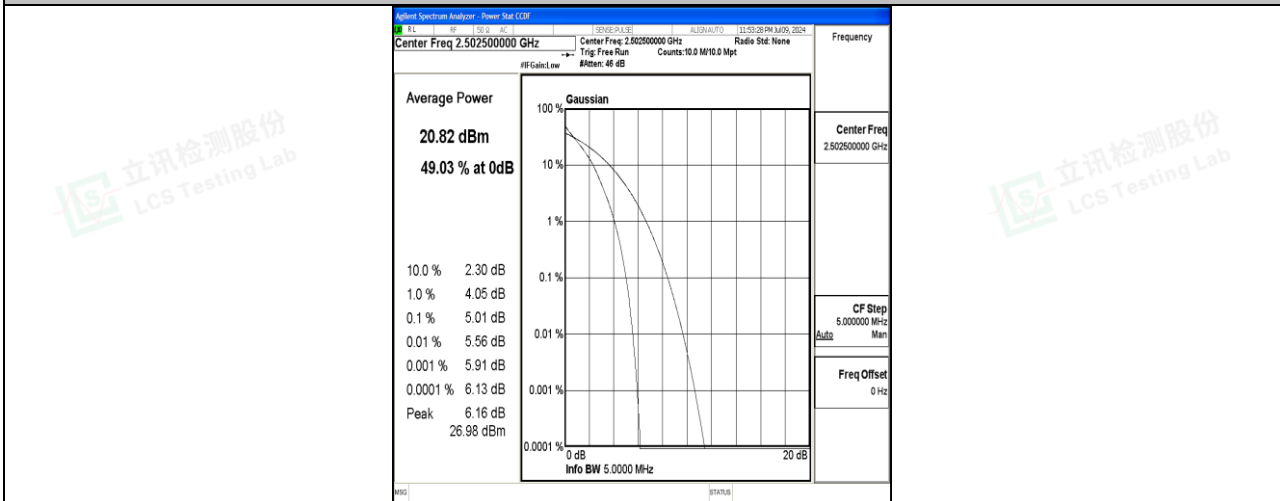 Agilent Spectrum Analyzer - Power Stat CCDF
RL RF 50 Ω AC SENSE:PULSE ALIGNAUTO 11:53:28 PM Jul 09, 2024
Center Freq 2.502500000 GHz
Center Freq: 2.502500000 GHz Radio Std: None
Trig: Free Run Counts:10.0 M/10.0 Mpt
#IFGain:Low #Atten: 46 dB
Frequency
Average Power
20.82 dBm
49.03 % at 0dB
10.0 % 2.30 dB
1.0 % 4.05 dB
0.1 % 5.01 dB
0.01 % 5.56 dB
0.001 % 5.91 dB
0.0001 % 6.13 dB
Peak 6.16 dB
26.98 dBm
Gaussian
100 %
10 %
1 %
0.1 %
0.01 %
0.001 %
0.0001 %
0 dB 20 dB
Info BW 5.0000 MHz
Center Freq
2.502500000 GHz
CF Step
5.000000 MHz
Auto Man
Freq Offset
0 Hz
MSG STATUS
立讯检测股份
LCS Testing Lab
立讯检测股份
LCS Testing Lab